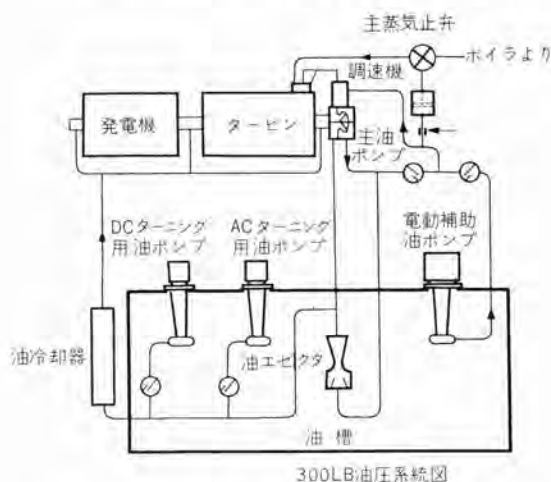 主蒸気止弁
ボイラより
調速機
発電機
タービン
主油
ポンプ
DCターニング
用油ポンプ
ACターニング
用油ポンプ
電動補助
油ポンプ
油冷却器
油エゼクタ
油槽
300LB油圧系統図